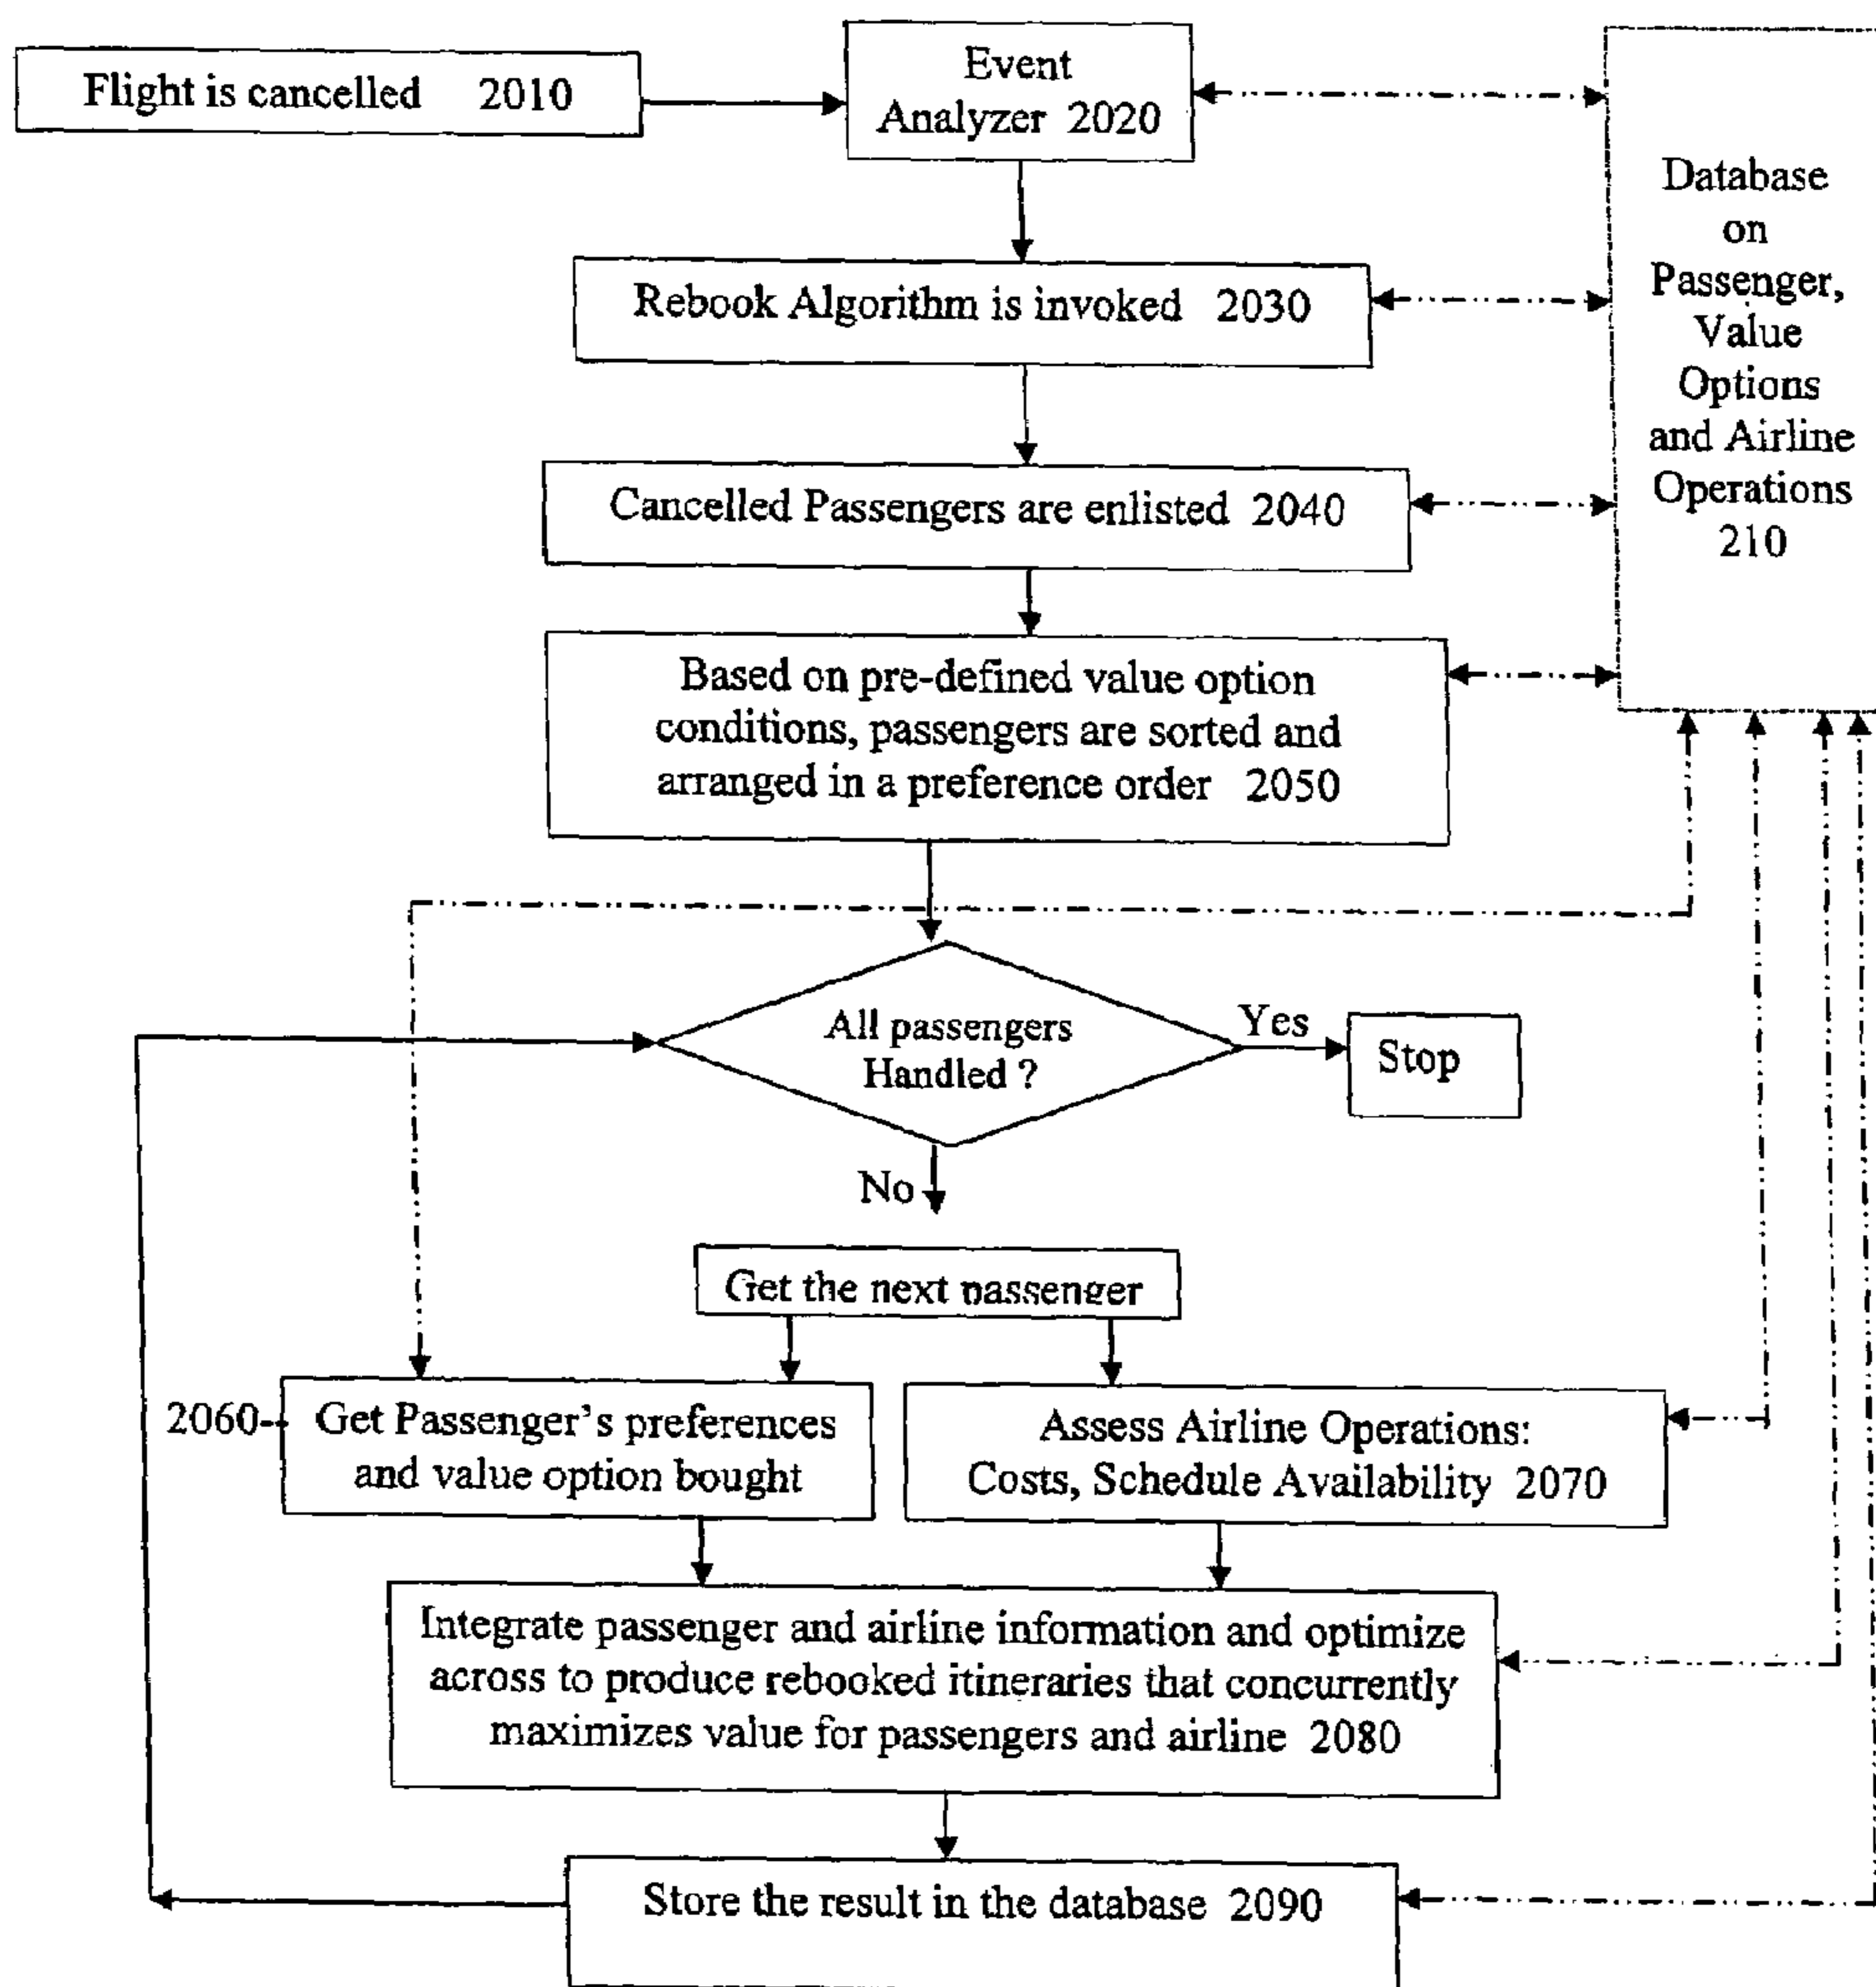 Flight is cancelled 2010
Event
Analyzer 2020
Database
on
Passenger,
Value
Options
and Airline
Operations
210
Rebook Algorithm is invoked 2030
Cancelled Passengers are enlisted 2040
Based on pre-defined value option
conditions, passengers are sorted and
arranged in a preference order 2050
All passengers
Handled ?
Yes
Stop
No
Get the next passenger
2060
Get Passenger's preferences
and value option bought
Assess Airline Operations:
Costs, Schedule Availability 2070
Integrate passenger and airline information and optimize
across to produce rebooked itineraries that concurrently
maximizes value for passengers and airline 2080
Store the result in the database 2090